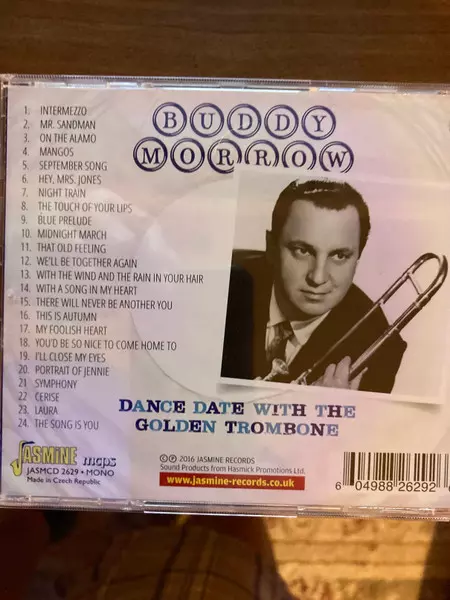 BUDDY
MORROW
1. INTERMEZZO
2. MR. SANDMAN
3. ON THE ALAMO
4. MANGOS
5. SEPTEMBER SONG
6. HEY, MRS. JONES
7. NIGHT TRAIN
8. THE TOUCH OF YOUR LIPS
9. BLUE PRELUDE
10. MIDNIGHT MARCH
11. THAT OLD FEELING
12. WE'LL BE TOGETHER AGAIN
13. WITH THE WIND AND THE RAIN IN YOUR HAIR
14. WITH A SONG IN MY HEART
15. THERE WILL NEVER BE ANOTHER YOU
16. THIS IS AUTUMN
17. MY FOOLISH HEART
18. YOU'D BE SO NICE TO COME HOME TO
19. I'LL CLOSE MY EYES
20. PORTRAIT OF JENNIE
21. SYMPHONY
22. CERISE
23. LAURA
24. THE SONG IS YOU
DANCE DATE WITH THE
GOLDEN TROMBONE
JASMINE mcps
JASMCD 2629 • MONO
Made in Czech Republic
℗ © 2016 JASMINE RECORDS
Sound Products from Hasmick Promotions Ltd.
www.jasmine-records.co.uk
6 04988 26292